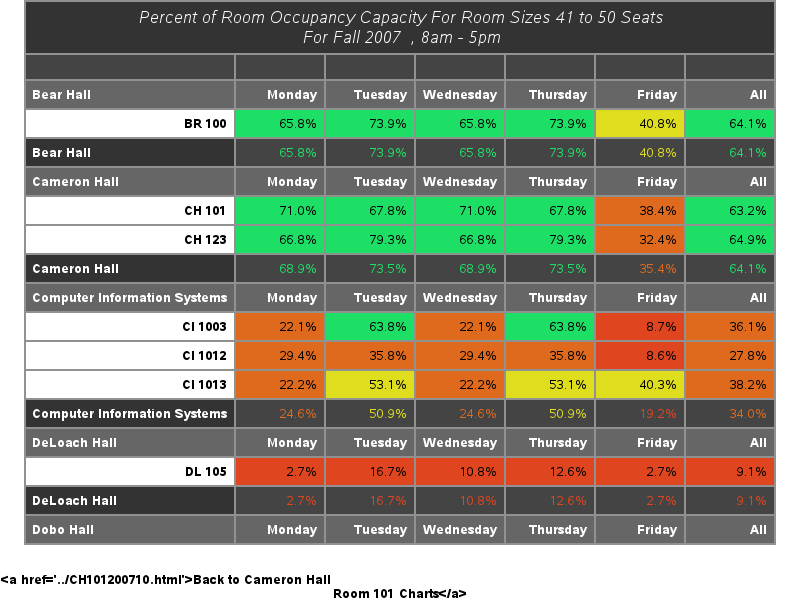 Percent of Room Occupancy Capacity For Room Sizes 41 to 50 Seats
For Fall 2007 , 8am - 5pm
Bear Hall Monday Tuesday Wednesday Thursday Friday All
BR 100 65.8% 73.9% 65.8% 73.9% 40.8% 64.1%
Bear Hall 65.8% 73.9% 65.8% 73.9% 40.8% 64.1%
Cameron Hall Monday Tuesday Wednesday Thursday Friday All
CH 101 71.0% 67.8% 71.0% 67.8% 38.4% 63.2%
CH 123 66.8% 79.3% 66.8% 79.3% 32.4% 64.9%
Cameron Hall 68.9% 73.5% 68.9% 73.5% 35.4% 64.1%
Computer Information Systems Monday Tuesday Wednesday Thursday Friday All
CI 1003 22.1% 63.8% 22.1% 63.8% 8.7% 36.1%
CI 1012 29.4% 35.8% 29.4% 35.8% 8.6% 27.8%
CI 1013 22.2% 53.1% 22.2% 53.1% 40.3% 38.2%
Computer Information Systems 24.6% 50.9% 24.6% 50.9% 19.2% 34.0%
DeLoach Hall Monday Tuesday Wednesday Thursday Friday All
DL 105 2.7% 16.7% 10.8% 12.6% 2.7% 9.1%
DeLoach Hall 2.7% 16.7% 10.8% 12.6% 2.7% 9.1%
Dobo Hall Monday Tuesday Wednesday Thursday Friday All
<a href='../CH101200710.html'>Back to Cameron Hall
Room 101 Charts</a>